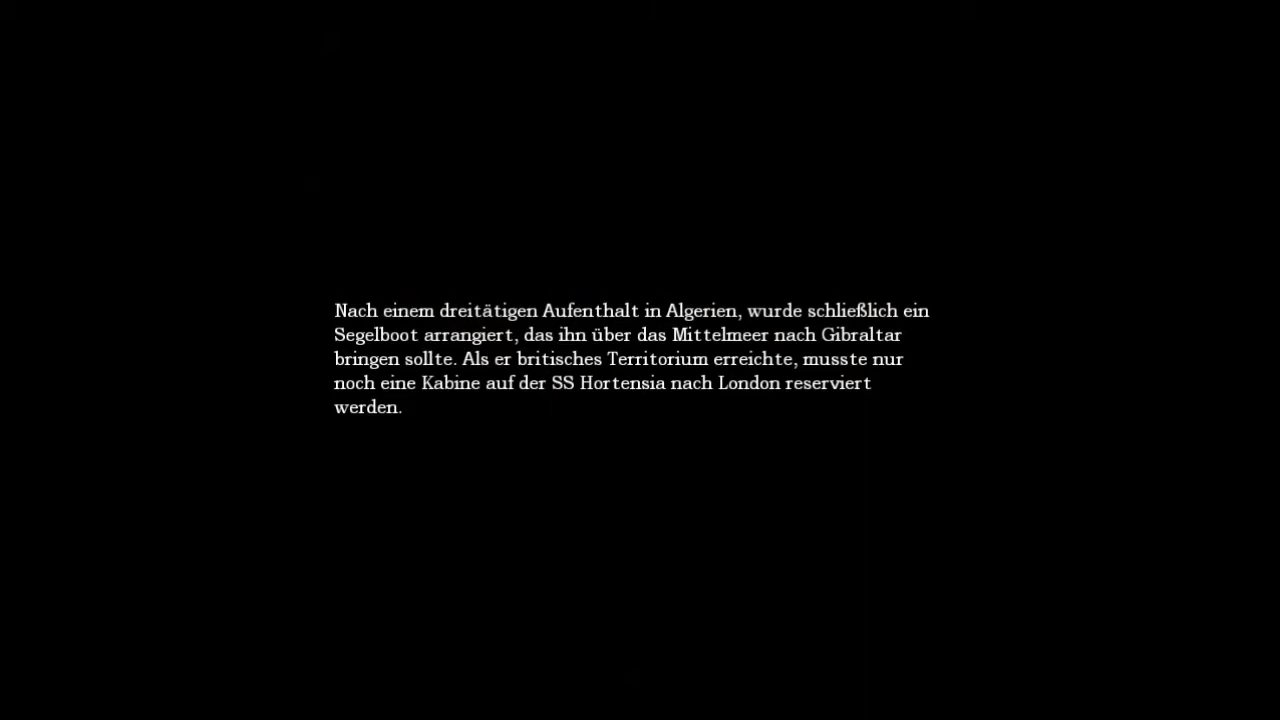 Nach einem dreitätigen Aufenthalt in Algerien, wurde schließlich ein
Segelboot arrangiert, das ihn über das Mittelmeer nach Gibraltar
bringen sollte. Als er britisches Territorium erreichte, musste nur
noch eine Kabine auf der SS Hortensia nach London reserviert
werden.